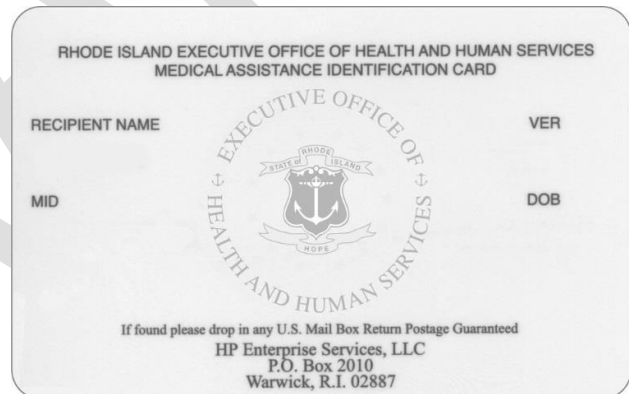 RHODE ISLAND EXECUTIVE OFFICE OF HEALTH AND HUMAN SERVICES
MEDICAL ASSISTANCE IDENTIFICATION CARD
RECIPIENT NAME
VER
EXECUTIVE OFFICE OF
HEALTH AND HUMAN SERVICES
STATE of RHODE ISLAND
HOPE
MID
DOB
If found please drop in any U.S. Mail Box Return Postage Guaranteed
HP Enterprise Services, LLC
P.O. Box 2010
Warwick, R.I. 02887